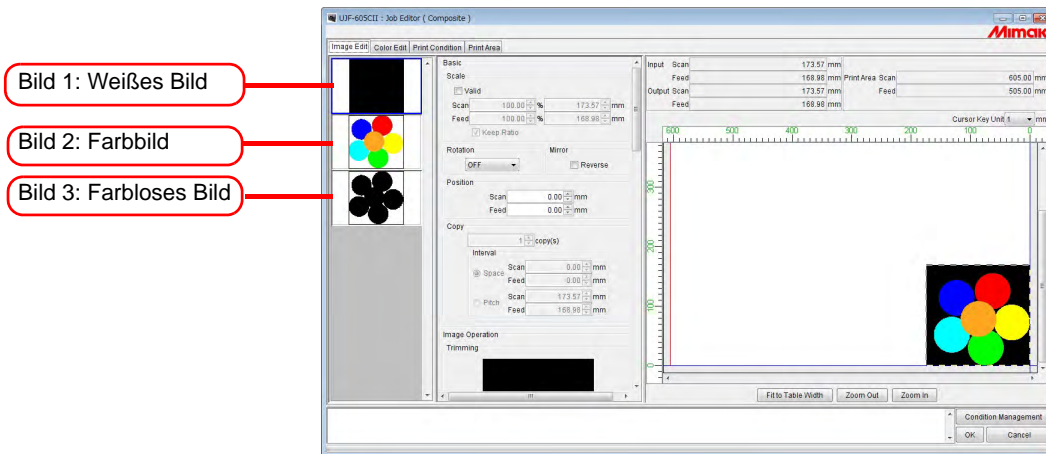 Bild 1: Weißes Bild
Bild 2: Farbbild
Bild 3: Farbloses Bild
UJF-605CII : Job Editor ( Composite )
Mimaki
Image Edit Color Edit Print Condition Print Area
Basic
Scale
Valid
Scan 100.00 % 173.57 mm
Feed 100.00 % 168.98 mm
Keep Ratio
Rotation Mirror
OFF Reverse
Position
Scan 0.00 mm
Feed 0.00 mm
Copy
1 copy(s)
Interval
Space Scan 0.00 mm
Feed 0.00 mm
Pitch Scan 173.57 mm
Feed 168.98 mm
Image Operation
Trimming
Input Scan 173.57 mm
Feed 168.98 mm Print Area Scan 605.00 mm
Output Scan 173.57 mm Feed 505.00 mm
Feed 168.98 mm
Cursor Key Unit 1 mm
600 500 400 300 200 100 0
300
200
100
0
Fit to Table Width Zoom Out Zoom In
Condition Management
OK Cancel